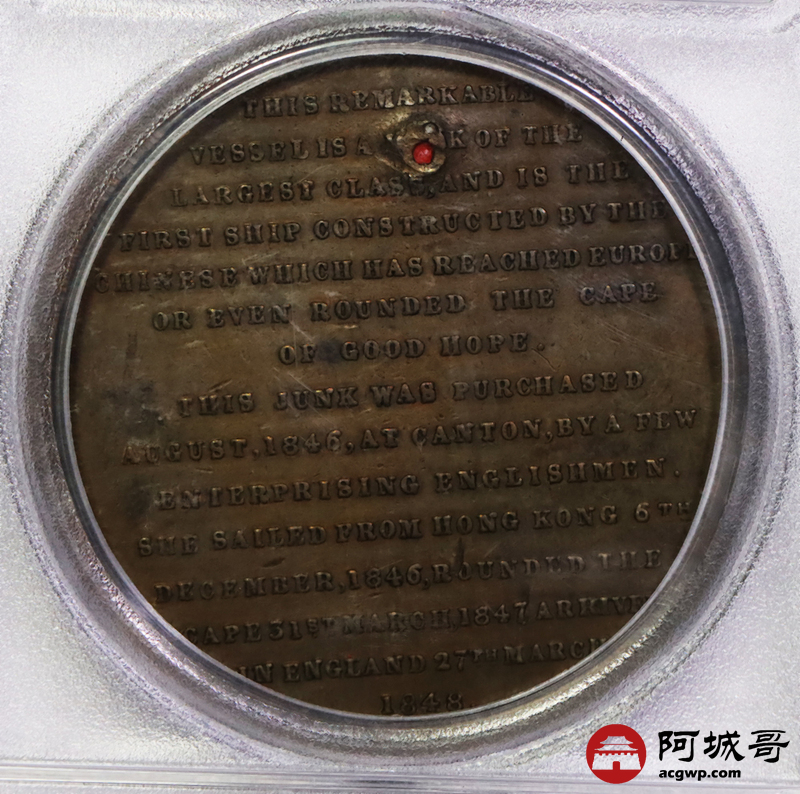 THIS REMARKABLE
VESSEL IS A K OF THE
LARGEST CLASS, AND IS THE
FIRST SHIP CONSTRUCTED BY THE
CHINESE WHICH HAS REACHED EUROPE
OR EVEN ROUNDED THE CAPE
OF GOOD HOPE.
THIS JUNK WAS PURCHASED
AUGUST, 1846, AT CANTON, BY A FEW
ENTERPRISING ENGLISHMEN.
SHE SAILED FROM HONG KONG 6TH
DECEMBER, 1846, ROUNDED THE
CAPE 31ST MARCH, 1847 ARRIVE
IN ENGLAND 27TH MARCH
1848.
阿城哥
acgwp.com